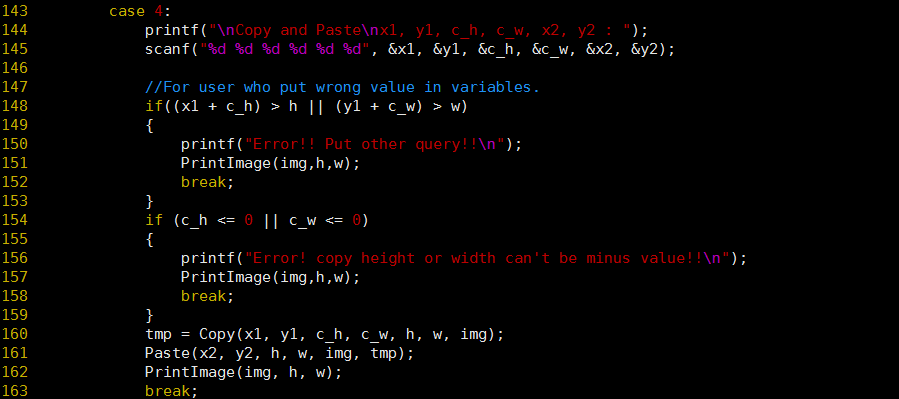 143         case 4:
144             printf("\nCopy and Paste\nx1, y1, c_h, c_w, x2, y2 : ");
145             scanf("%d %d %d %d %d %d", &x1, &y1, &c_h, &c_w, &x2, &y2);
146
147             //For user who put wrong value in variables.
148             if((x1 + c_h) > h || (y1 + c_w) > w)
149             {
150                 printf("Error!! Put other query!!\n");
151                 PrintImage(img,h,w);
152                 break;
153             }
154             if (c_h <= 0 || c_w <= 0)
155             {
156                 printf("Error! copy height or width can't be minus value!!\n");
157                 PrintImage(img,h,w);
158                 break;
159             }
160             tmp = Copy(x1, y1, c_h, c_w, h, w, img);
161             Paste(x2, y2, h, w, img, tmp);
162             PrintImage(img, h, w);
163             break;